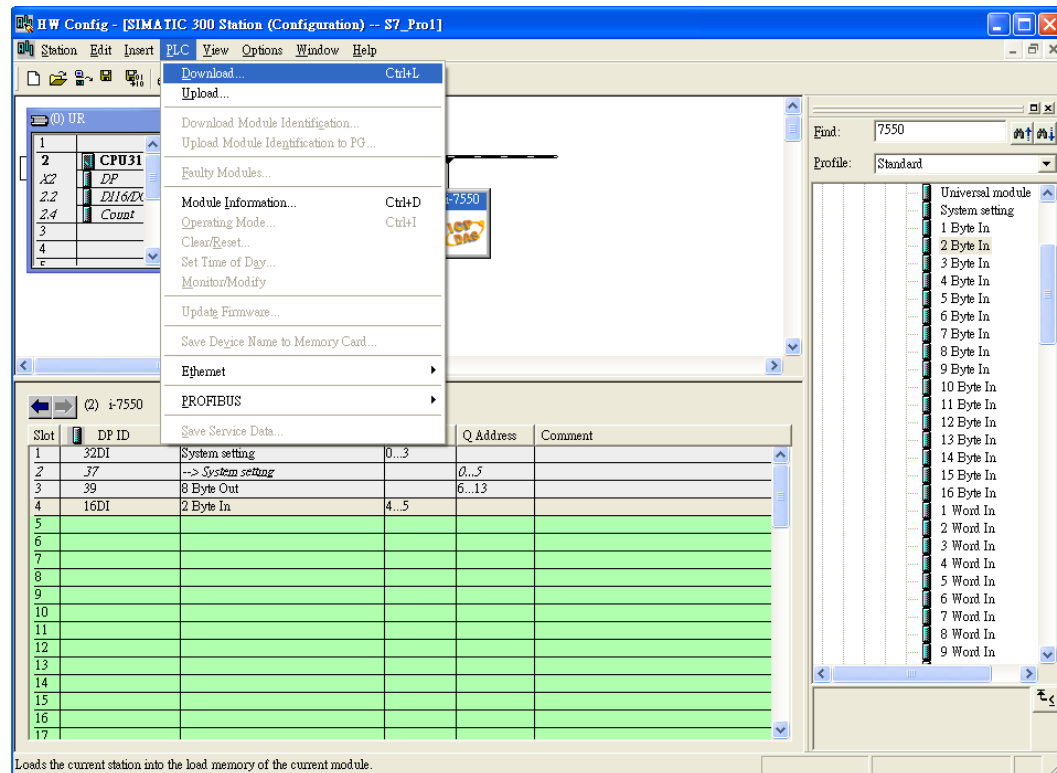 HW Config - [SIMATIC 300 Station (Configuration) -- S7_Pro1]
Station Edit Insert PLC View Options Window Help
Download... Ctrl+L
Upload...
Download Module Identification...
Upload Module Identification to PG...
Faulty Modules...
Module Information... Ctrl+D
Operating Mode... Ctrl+I
Clear/Reset...
Set Time of Day...
Monitor/Modify
Update Firmware...
Save Device Name to Memory Card...
Ethernet
PROFIBUS
Save Service Data...
(0) UR
1
2 CPU31
X2 DP
2.2 DI16/DO
2.4 Count
3
4
5
i-7550
ICP DAS
Find: 7550
Profile: Standard
Universal module
System setting
1 Byte In
2 Byte In
3 Byte In
4 Byte In
5 Byte In
6 Byte In
7 Byte In
8 Byte In
9 Byte In
10 Byte In
11 Byte In
12 Byte In
13 Byte In
14 Byte In
15 Byte In
16 Byte In
1 Word In
2 Word In
3 Word In
4 Word In
5 Word In
6 Word In
7 Word In
8 Word In
9 Word In
(2) i-7550
Slot DP ID Q Address Comment
1 32DI System setting 0...3
2 37 --> System setting 0...5
3 39 8 Byte Out 6...13
4 16DI 2 Byte In 4...5
5
6
7
8
9
10
11
12
13
14
15
16
17
Loads the current station into the load memory of the current module.